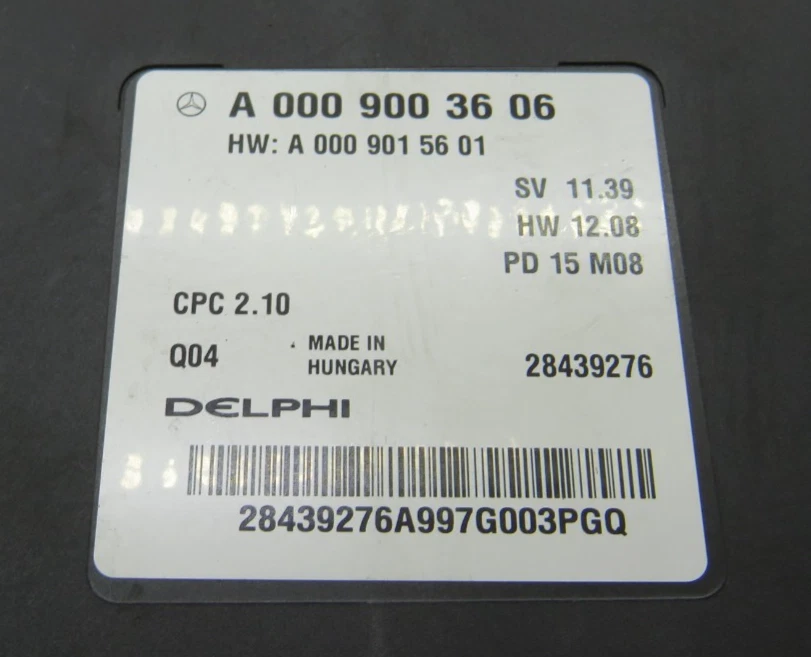 A 000 900 36 06
HW: A 000 901 56 01
SV 11.39
HW 12.08
PD 15 M08
CPC 2.10
Q04
MADE IN
HUNGARY
28439276
DELPHI
28439276A997G003PGQ